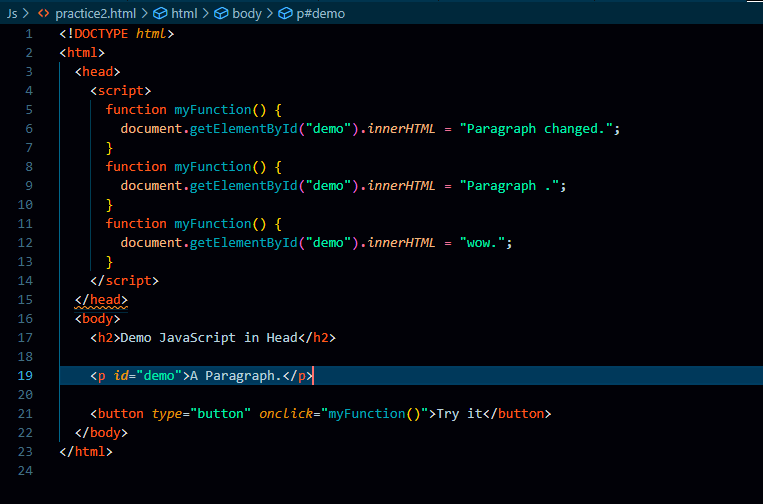 Js > <> practice2.html > html > body > p#demo
1 <!DOCTYPE html>
2 <html>
3   <head>
4     <script>
5       function myFunction() {
6         document.getElementById("demo").innerHTML = "Paragraph changed.";
7       }
8       function myFunction() {
9         document.getElementById("demo").innerHTML = "Paragraph .";
10       }
11       function myFunction() {
12         document.getElementById("demo").innerHTML = "wow.";
13       }
14     </script>
15   </head>
16   <body>
17     <h2>Demo JavaScript in Head</h2>
18
19     <p id="demo">A Paragraph.</p>
20
21     <button type="button" onclick="myFunction()">Try it</button>
22   </body>
23 </html>
24